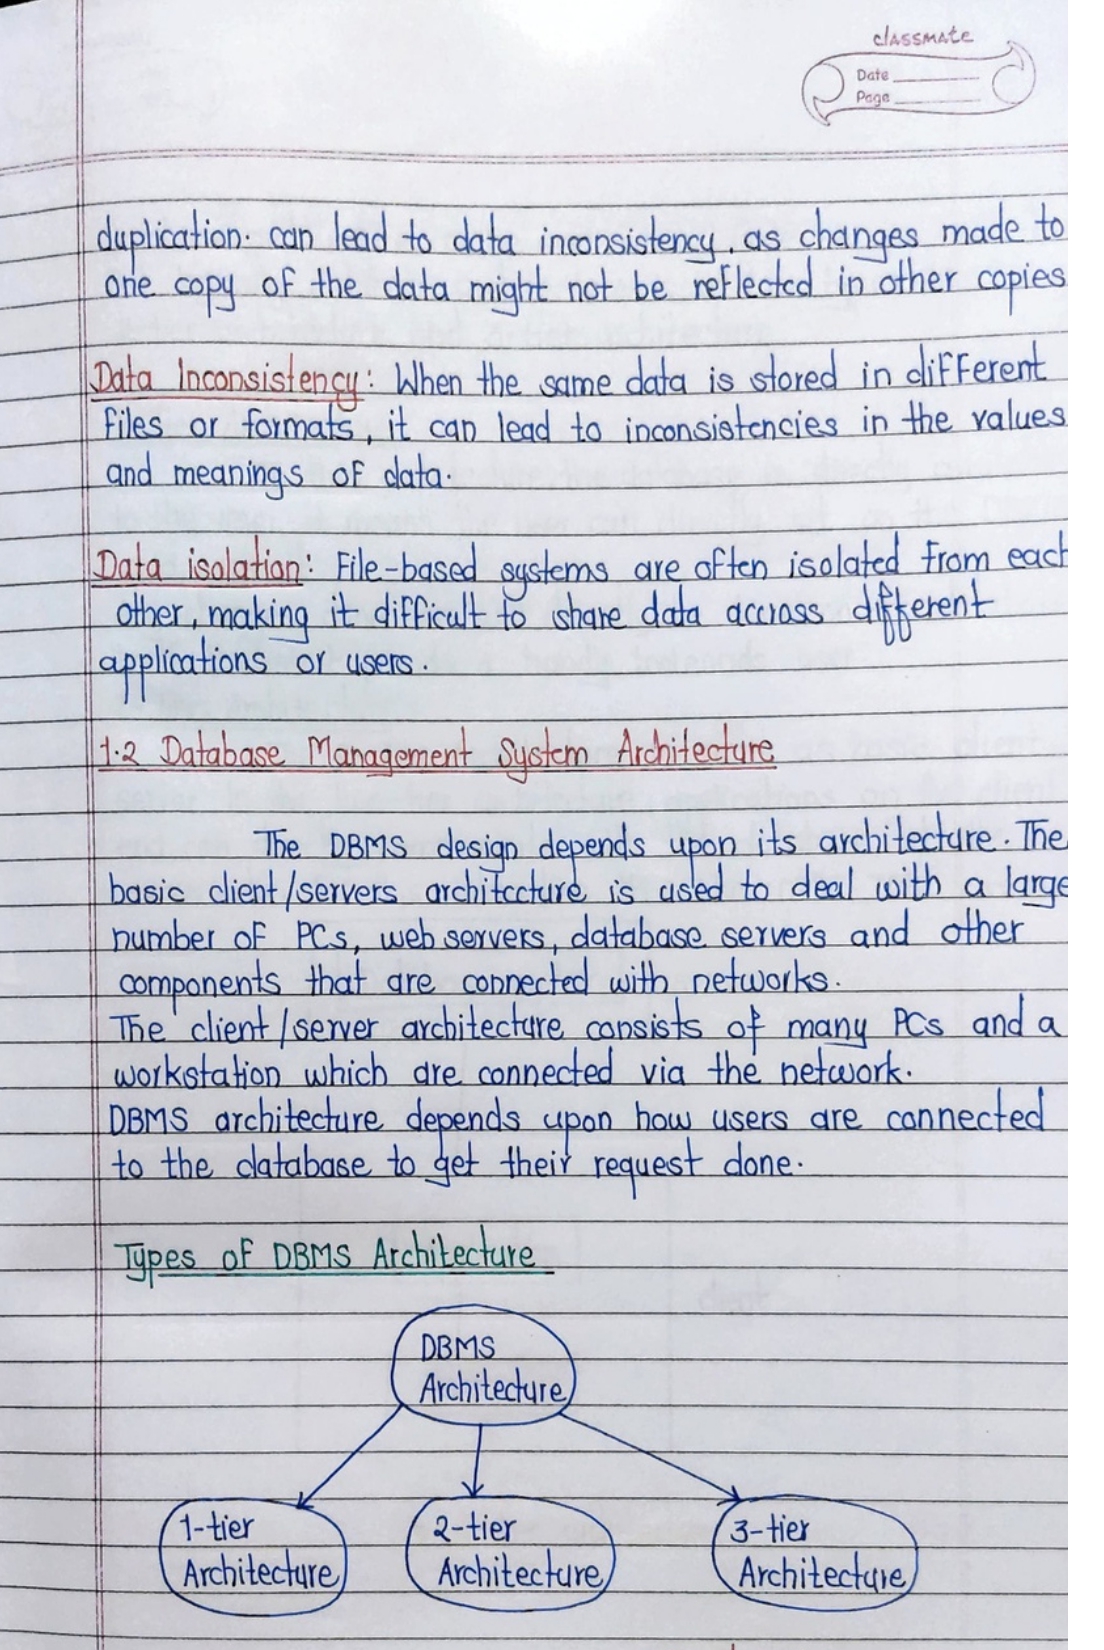 classmate
Date
Page
duplication. can lead to data inconsistency, as changes made to
one copy of the data might not be reflected in other copies
Data Inconsistency: When the same data is stored in different
files or formats, it can lead to inconsistencies in the values
and meanings of data.
Data isolation: File-based systems are often isolated from each
other, making it difficult to share data accross different
applications or users.
1.2 Database Management System Architecture
The DBMS design depends upon its architecture. The
basic client/servers architecture is used to deal with a large
number of PCs, web servers, database servers and other
components that are connected with networks.
The client/server architecture consists of many PCs and a
workstation which are connected via the network.
DBMS architecture depends upon how users are connected
to the database to get their request done.
Types of DBMS Architecture
DBMS
Architecture
1-tier
Architecture
2-tier
Architecture
3-tier
Architecture